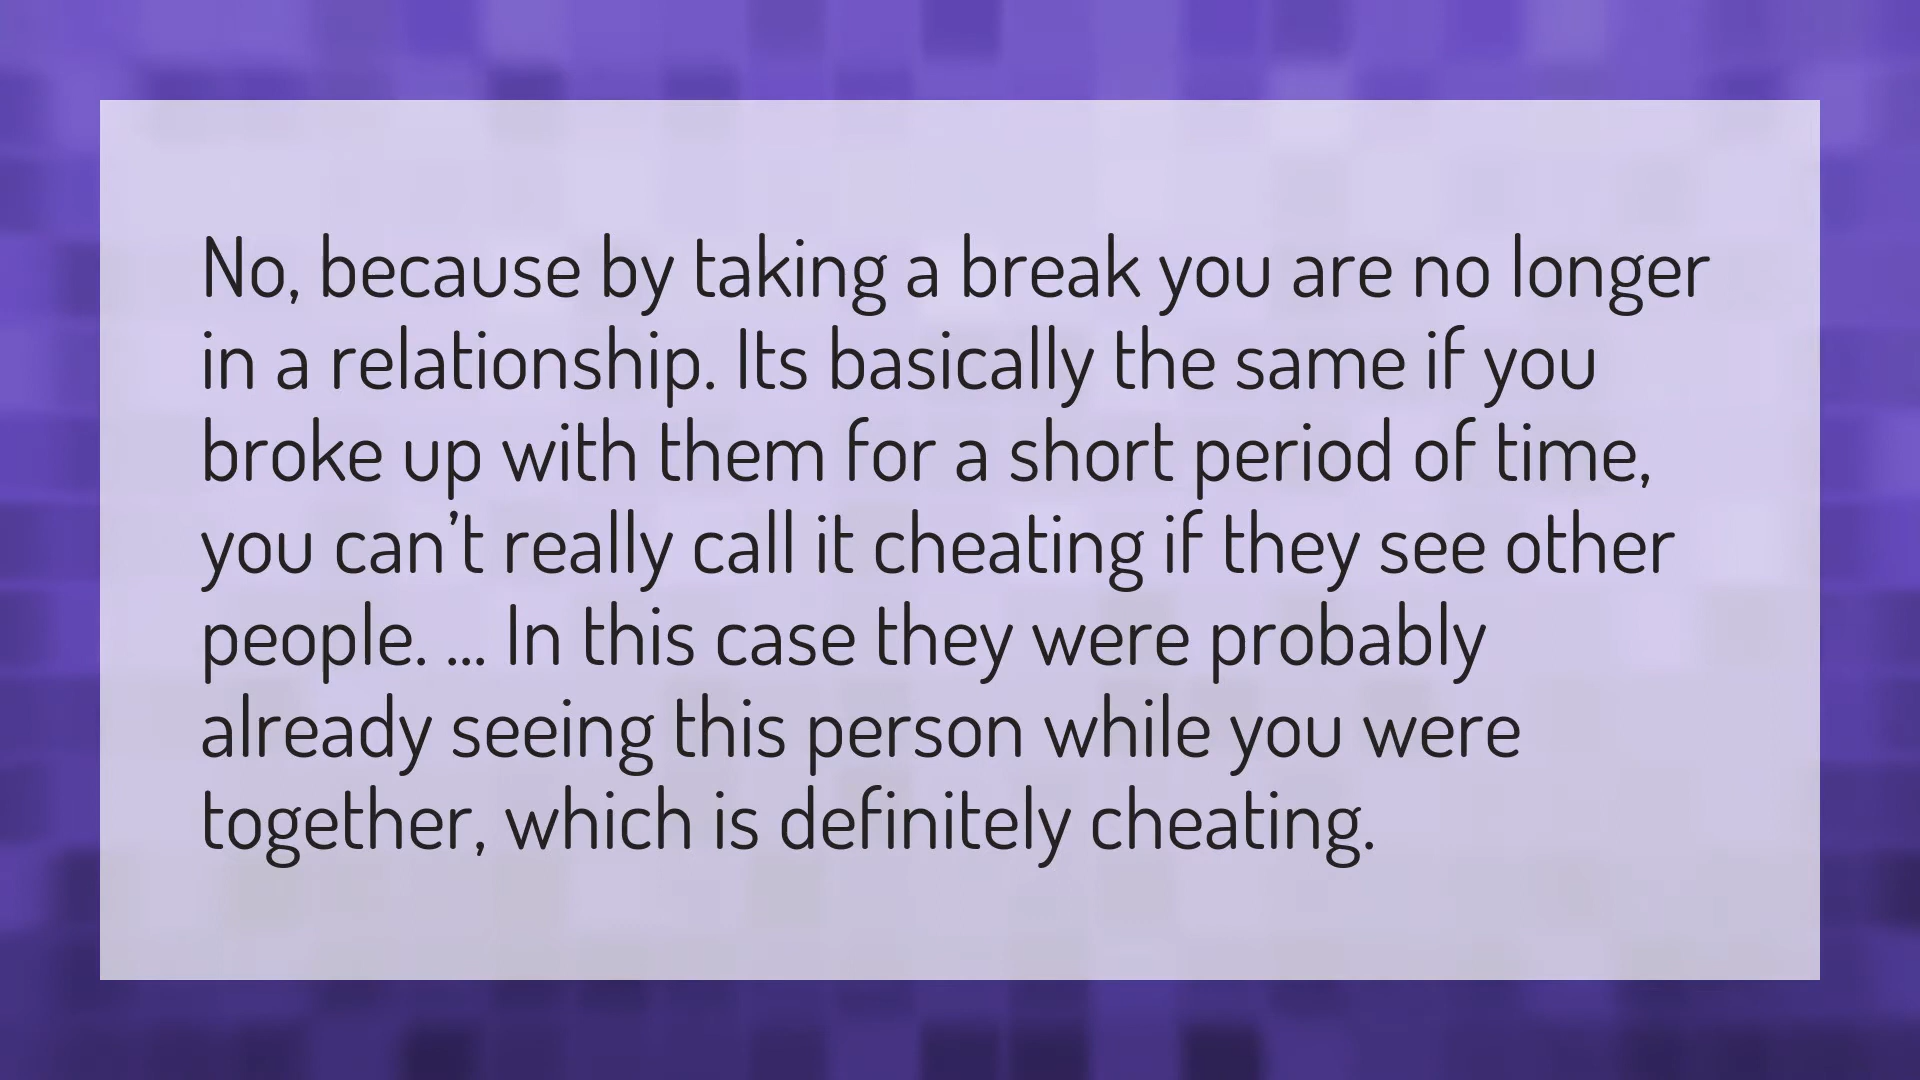 No, because by taking a break you are no longer
in a relationship. Its basically the same if you
broke up with them for a short period of time,
you can't really call it cheating if they see other
people. ... In this case they were probably
already seeing this person while you were
together, which is definitely cheating.